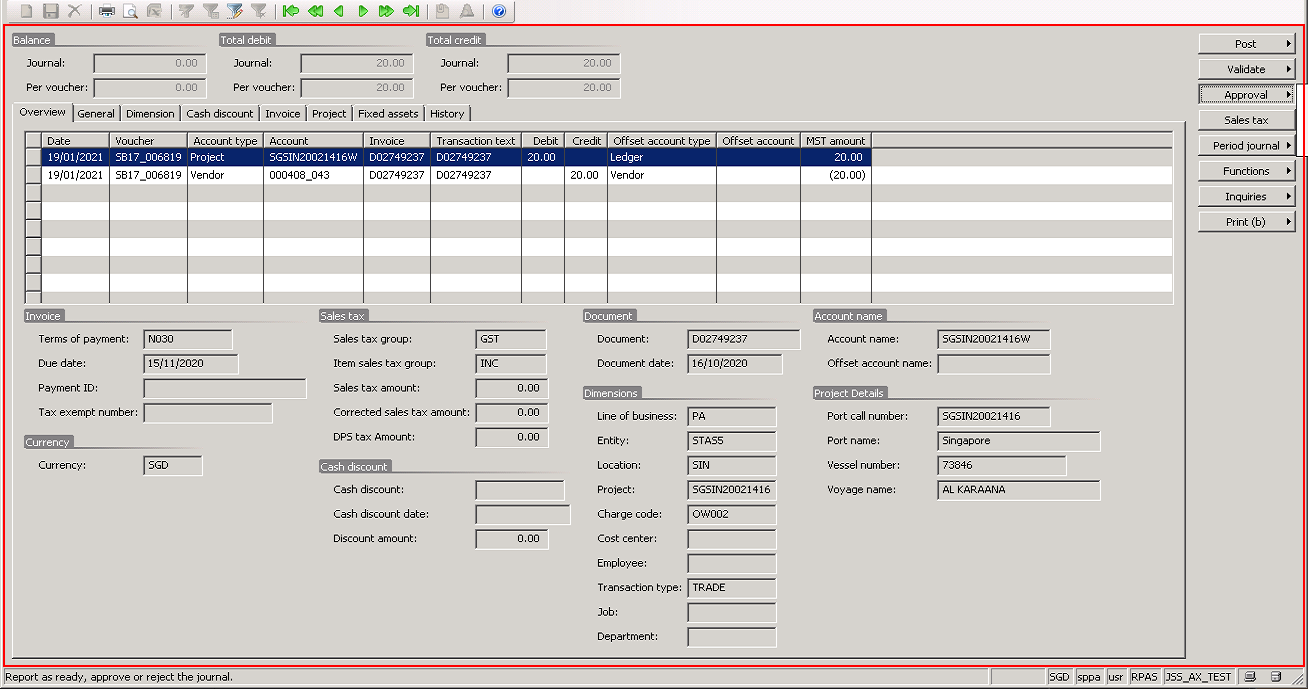 Balance Total debit Total credit
Journal: 0.00 Journal: 20.00 Journal: 20.00
Per voucher: 0.00 Per voucher: 20.00 Per voucher: 20.00
Post
Validate
Approval
Sales tax
Period journal
Functions
Inquiries
Print (b)
Overview General Dimension Cash discount Invoice Project Fixed assets History
Date Voucher Account type Account Invoice Transaction text Debit Credit Offset account type Offset account MST amount
19/01/2021 SB17_006819 Project SGSIN20021416W D02749237 D02749237 20.00 Ledger 20.00
19/01/2021 SB17_006819 Vendor 000408_043 D02749237 D02749237 20.00 Vendor (20.00)
Invoice
Terms of payment: N030
Due date: 15/11/2020
Payment ID:
Tax exempt number:
Currency
Currency: SGD
Sales tax
Sales tax group: GST
Item sales tax group: INC
Sales tax amount: 0.00
Corrected sales tax amount: 0.00
DPS tax Amount: 0.00
Cash discount
Cash discount:
Cash discount date:
Discount amount: 0.00
Document
Document: D02749237
Document date: 16/10/2020
Dimensions
Line of business: PA
Entity: STAS5
Location: SIN
Project: SGSIN20021416
Charge code: OW002
Cost center:
Employee:
Transaction type: TRADE
Job:
Department:
Account name
Account name: SGSIN20021416W
Offset account name:
Project Details
Port call number: SGSIN20021416
Port name: Singapore
Vessel number: 73846
Voyage name: AL KARAANA
Report as ready, approve or reject the journal. SGD sppa usr RPAS JSS_AX_TEST